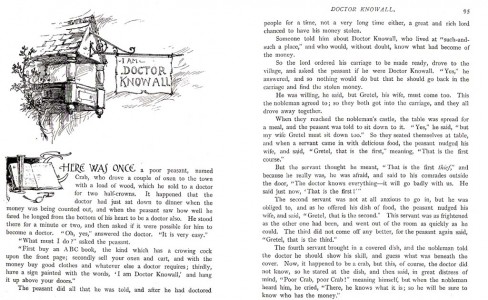 I AM
DOCTOR
KNOWALL
THERE WAS ONCE a poor peasant, named
Crab, who drove a couple of oxen to the town
with a load of wood, which he sold to a doctor
for two half-crowns. It happened that the
doctor had just sat down to dinner when the
money was being counted out, and when the peasant saw how well he
fared he longed from the bottom of his heart to be a doctor also. He stood
there for a minute or two, and then asked if it were possible for him to
become a doctor. "Oh, yes," answered the doctor. "It is very easy."
"What must I do?" asked the peasant.
"First buy an ABC book, the kind which has a crowing cock
upon the front page; secondly sell your oxen and cart, and with the
money buy good clothes and whatever else a doctor requires; thirdly,
have a sign painted with the words, 'I am Doctor Knowall,' and hang
it up above your doors."
The peasant did all that he was told, and after he had doctored
DOCTOR KNOWALL. 93
people for a time, not a very long time either, a great and rich lord
chanced to have his money stolen.
Someone told him about Doctor Knowall, who lived at "such-and-
such a place," and who would, without doubt, know what had become of
the money.
So the lord ordered his carriage to be made ready, drove to the
village, and asked the peasant if he were Doctor Knowall. "Yes," he
answered, and so nothing would do but that he should go back in the
carriage and find the stolen money.
He was willing, he said, but Gretel, his wife, must come too. This
the nobleman agreed to; so they both got into the carriage, and they all
drove away together.
When they reached the nobleman's castle, the table was spread for
a meal, and the peasant was told to sit down to it. "Yes," he said, "but
my wife Gretel must sit down too." So they seated themselves at table,
and when a servant came in with delicious food, the peasant nudged his
wife, and said, "Gretel, that is the first," meaning, "That is the first
course."
But the servant thought he meant, "That is the first thief," and
because he really was, he was afraid, and said to his comrades outside
the door, "The doctor knows everything—it will go badly with us. He
said just now, 'That is the first!'"
The second servant was not at all anxious to go in, but he was
obliged to, and as he offered his dish of food, the peasant nudged his
wife, and said, "Gretel, that is the second." This servant was as frightened
as the other one had been, and went out of the room as quickly as he
could. The third did not come off any better, for the peasant again said,
"Gretel, that is the third."
The fourth servant brought in a covered dish, and the nobleman told
the doctor he should show his skill, and guess what was beneath the
cover. Now, it happened to be a crab, but this, of course, the doctor did
not know, so he stared at the dish, and then said, in great distress of
mind, "Poor Crab, poor Crab!" meaning himself, but when the nobleman
heard him, he cried, "There, he knows what it is; so he will be sure to
know who has the money."